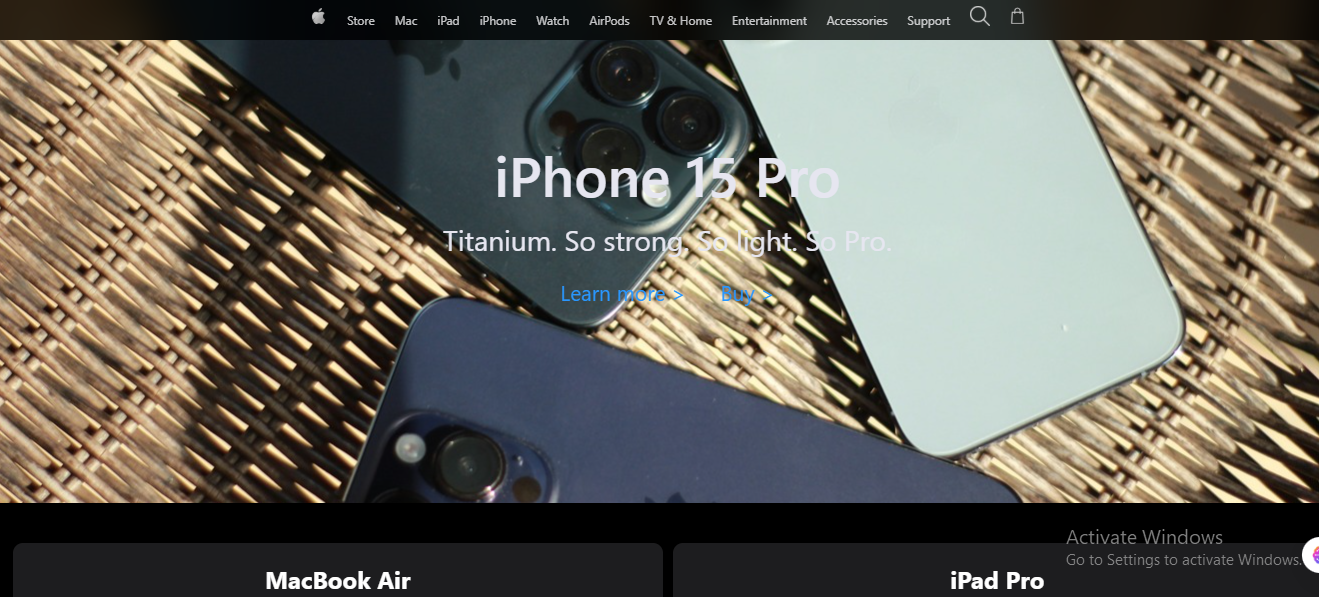 Store Mac iPad iPhone Watch AirPods TV & Home Entertainment Accessories Support
iPhone 15 Pro
Titanium. So strong. So light. So Pro.
Learn more > Buy >
MacBook Air iPad Pro
Activate Windows
Go to Settings to activate Windows.